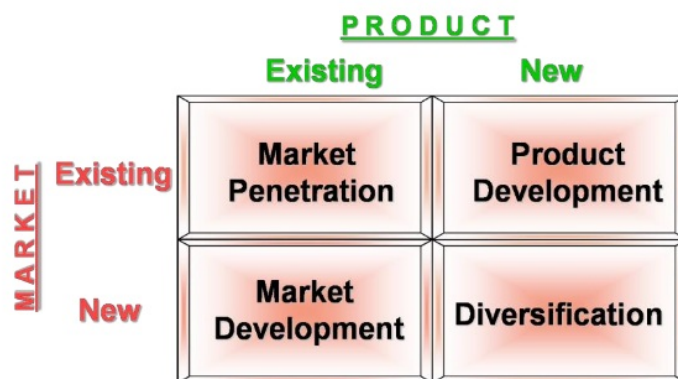 PRODUCT
Existing New
MARKET
Existing
Market
Penetration
Product
Development
New
Market
Development
Diversification